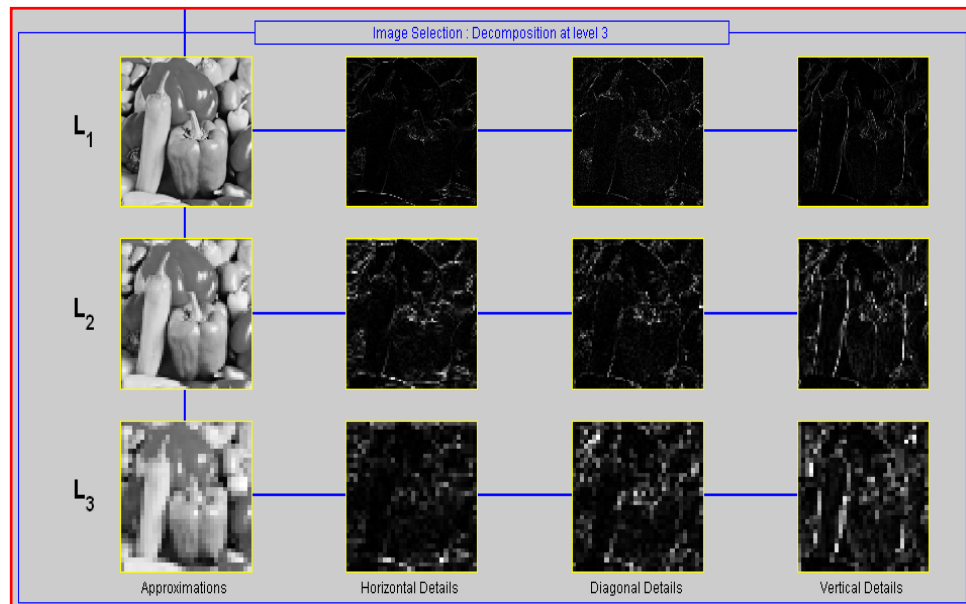 Image Selection : Decomposition at level 3
L1
L2
L3
Approximations Horizontal Details Diagonal Details Vertical Details